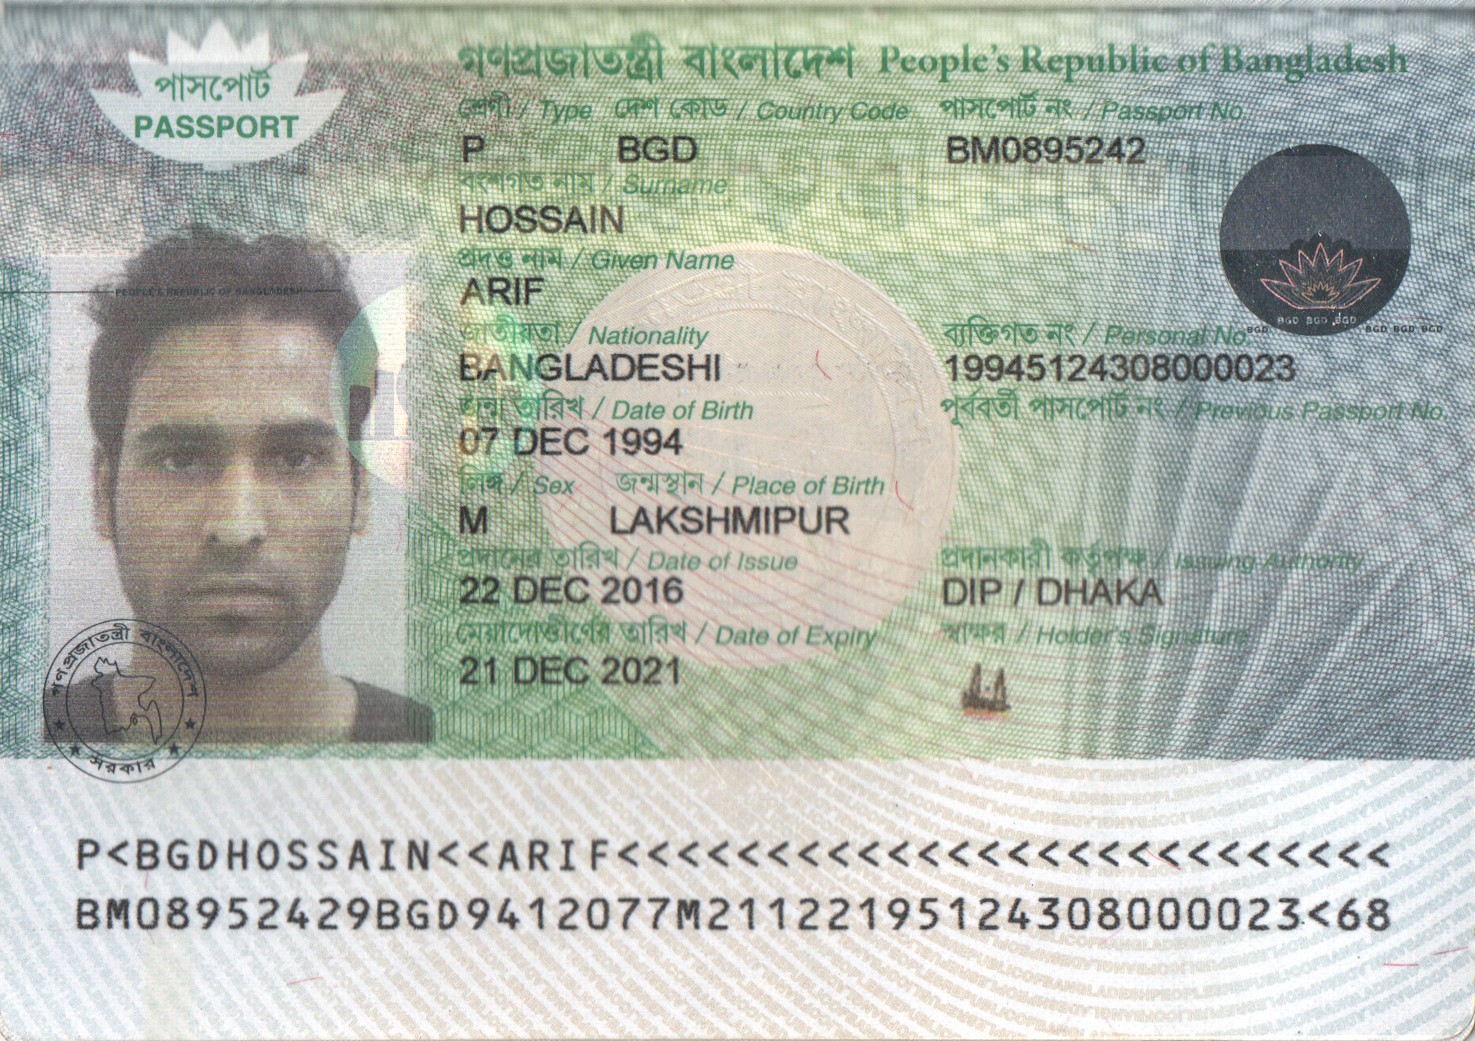 পাসপোর্ট
PASSPORT
গণপ্রজাতন্ত্রী বাংলাদেশ People's Republic of Bangladesh
শ্রেণী / Type দেশ কোড / Country Code পাসপোর্ট নং / Passport No.
P BGD BM0895242
বংশগত নাম / Surname
HOSSAIN
প্রদত্ত নাম / Given Name
ARIF
PEOPLE'S REPUBLIC OF BANGLADESH
জাতীয়তা / Nationality ব্যক্তিগত নং / Personal No.
BGD BGD BGD BGD BGD BGD BGD
BANGLADESHI 19945124308000023
জন্ম তারিখ / Date of Birth পূর্ববর্তী পাসপোর্ট নং / Previous Passport No.
07 DEC 1994
লিঙ্গ / Sex জন্মস্থান / Place of Birth
M LAKSHMIPUR
প্রদানের তারিখ / Date of Issue প্রদানকারী কর্তৃপক্ষ / Issuing Authority
22 DEC 2016 DIP / DHAKA
মেয়াদোত্তীর্ণের তারিখ / Date of Expiry স্বাক্ষর / Holder's Signature
21 DEC 2021
গণপ্রজাতন্ত্রী বাংলাদেশ
সরকার
P<BGDHOSSAIN<<ARIF<<<<<<<<<<<<<<<<<<<<<<<<<<
BM08952429BGD9412077M21122195124308000023<68